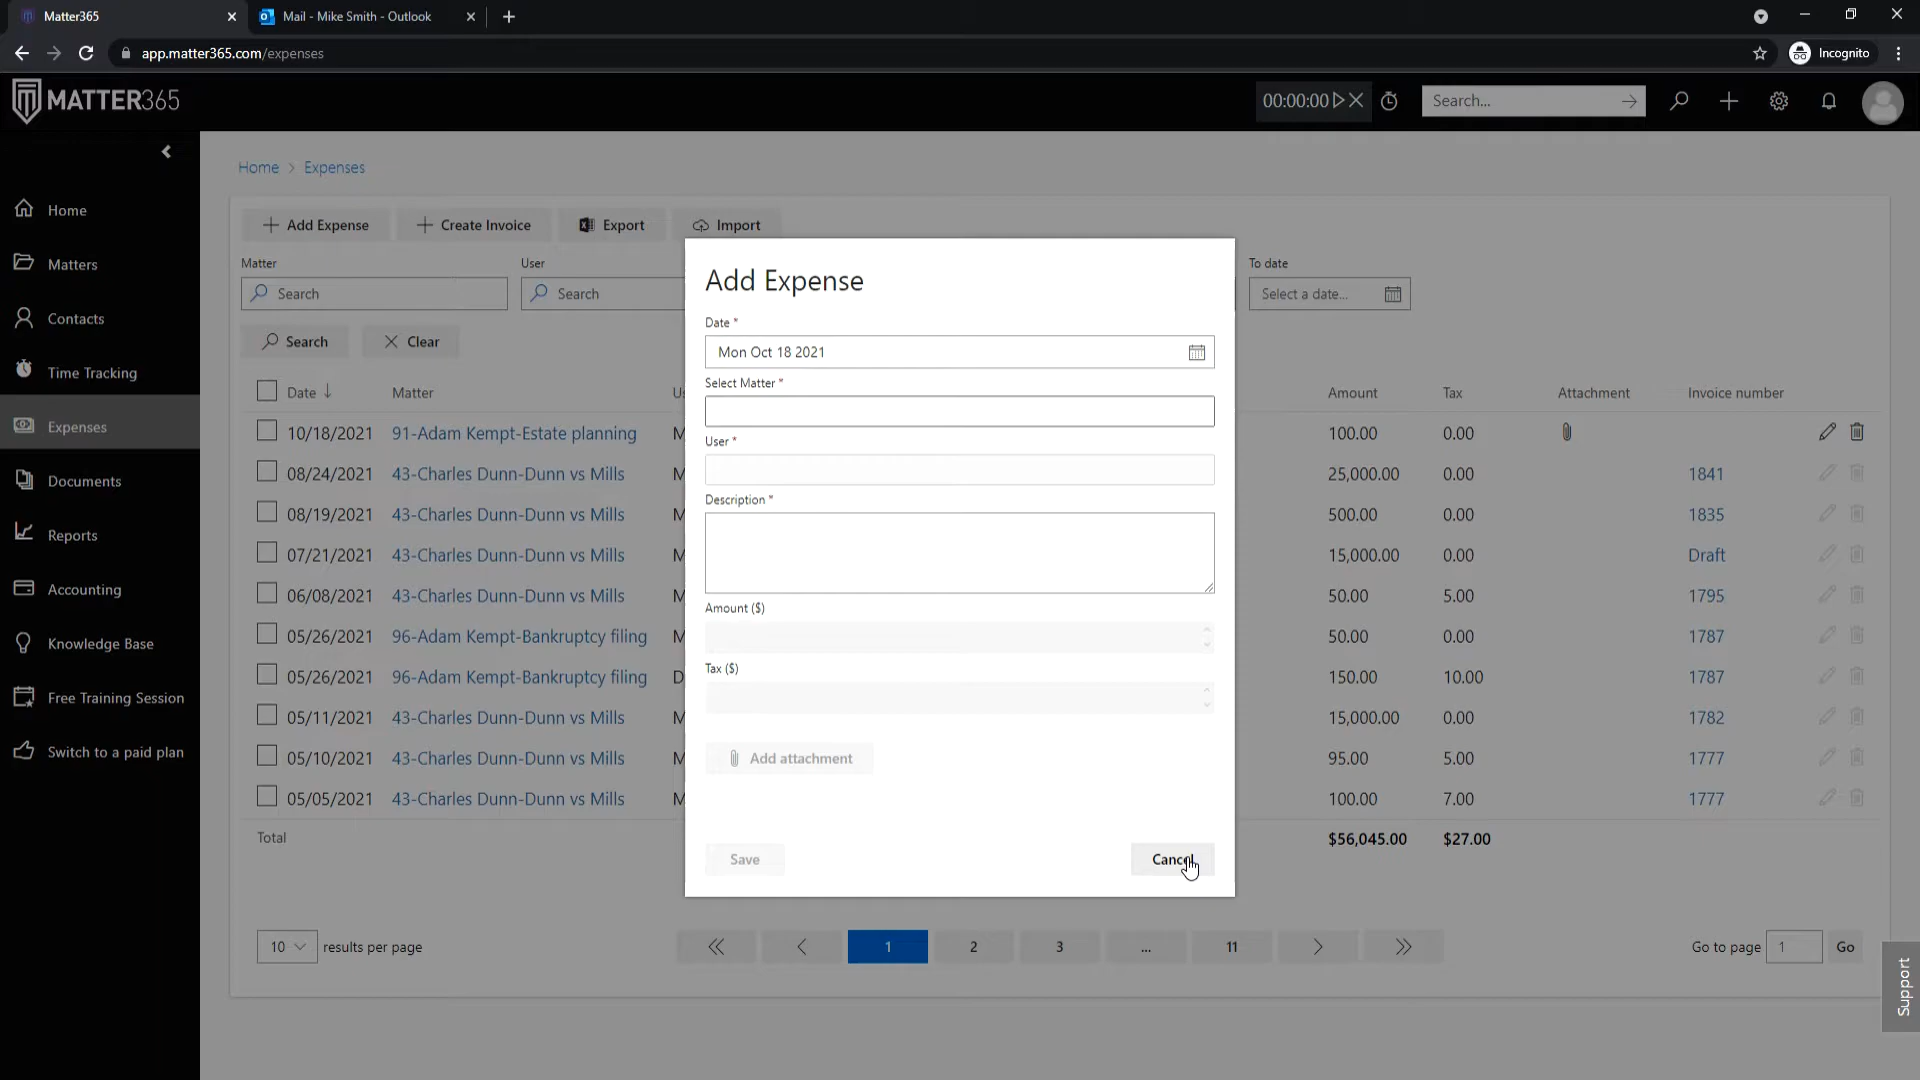 Matter365
Mail - Mike Smith - Outlook
app.matter365.com/expenses
Incognito
MATTER365
00:00:00
Search...
Home
Matters
Contacts
Time Tracking
Expenses
Documents
Reports
Accounting
Knowledge Base
Free Training Session
Switch to a paid plan
Home > Expenses
Add Expense Create Invoice Export Import
Matter User To date
Search Search Select a date...
Search Clear
Date Matter Amount Tax Attachment Invoice number
10/18/2021 91-Adam Kempt-Estate planning M 100.00 0.00
08/24/2021 43-Charles Dunn-Dunn vs Mills M 25,000.00 0.00 1841
08/19/2021 43-Charles Dunn-Dunn vs Mills M 500.00 0.00 1835
07/21/2021 43-Charles Dunn-Dunn vs Mills M 15,000.00 0.00 Draft
06/08/2021 43-Charles Dunn-Dunn vs Mills M 50.00 5.00 1795
05/26/2021 96-Adam Kempt-Bankruptcy filing M 50.00 0.00 1787
05/26/2021 96-Adam Kempt-Bankruptcy filing D 150.00 10.00 1787
05/11/2021 43-Charles Dunn-Dunn vs Mills M 15,000.00 0.00 1782
05/10/2021 43-Charles Dunn-Dunn vs Mills M 95.00 5.00 1777
05/05/2021 43-Charles Dunn-Dunn vs Mills M 100.00 7.00 1777
Total $56,045.00 $27.00
10 results per page 1 2 3 ... 11 Go to page 1 Go
Add Expense
Date *
Mon Oct 18 2021
Select Matter *
User *
Description *
Amount ($)
Tax ($)
Add attachment
Save Cancel
Support